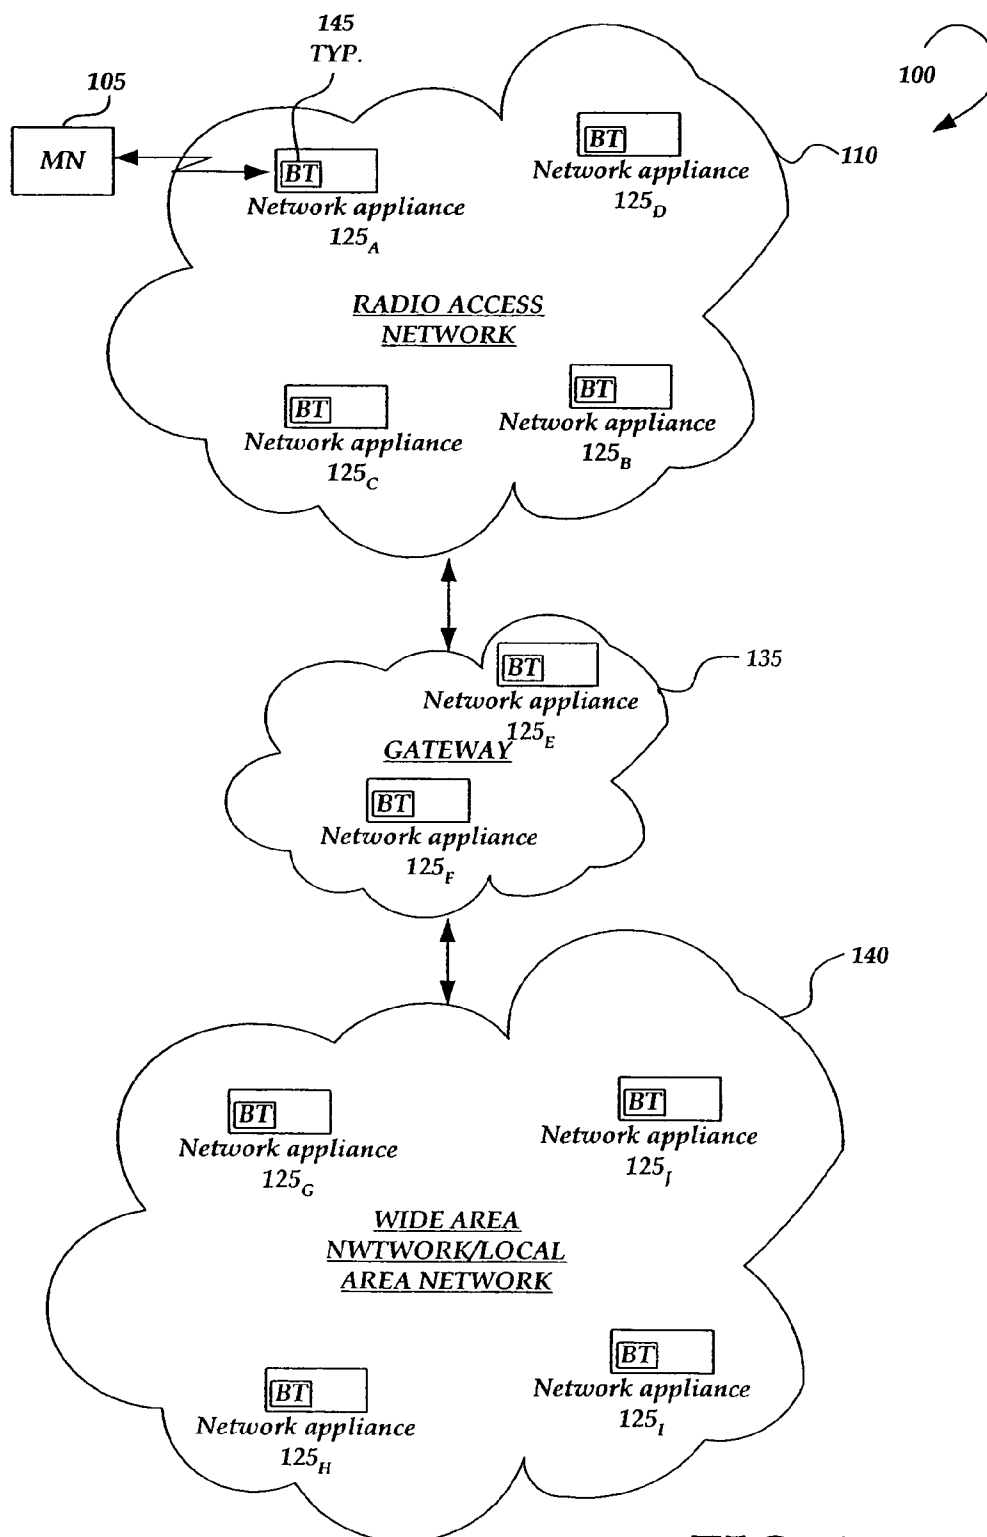 145
TYP.
105
100
MN
BT
BT
110
Network appliance
125A
Network appliance
125D
RADIO ACCESS
NETWORK
BT
BT
Network appliance
125C
Network appliance
125B
BT
135
Network appliance
125E
GATEWAY
BT
Network appliance
125F
140
BT
BT
Network appliance
125G
Network appliance
125J
WIDE AREA
NWTWORK/LOCAL
AREA NETWORK
BT
BT
Network appliance
125H
Network appliance
125I